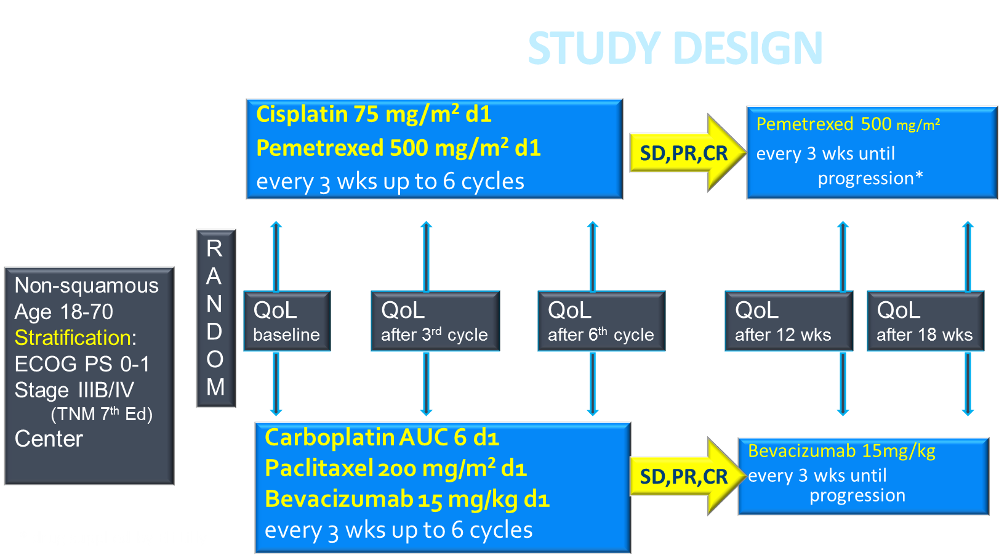 STUDY DESIGN
Cisplatin 75 mg/m² d1
Pemetrexed 500 mg/m² d1
every 3 wks up to 6 cycles
SD,PR,CR
Pemetrexed 500 mg/m²
every 3 wks until
progression*
Non-squamous
Age 18-70
Stratification:
ECOG PS 0-1
Stage IIIB/IV
(TNM 7th Ed)
Center
R
A
N
D
O
M
QoL
baseline
QoL
after 3rd cycle
QoL
after 6th cycle
QoL
after 12 wks
QoL
after 18 wks
Carboplatin AUC 6 d1
Paclitaxel 200 mg/m² d1
Bevacizumab 15 mg/kg d1
every 3 wks up to 6 cycles
SD,PR,CR
Bevacizumab 15mg/kg
every 3 wks until
progression